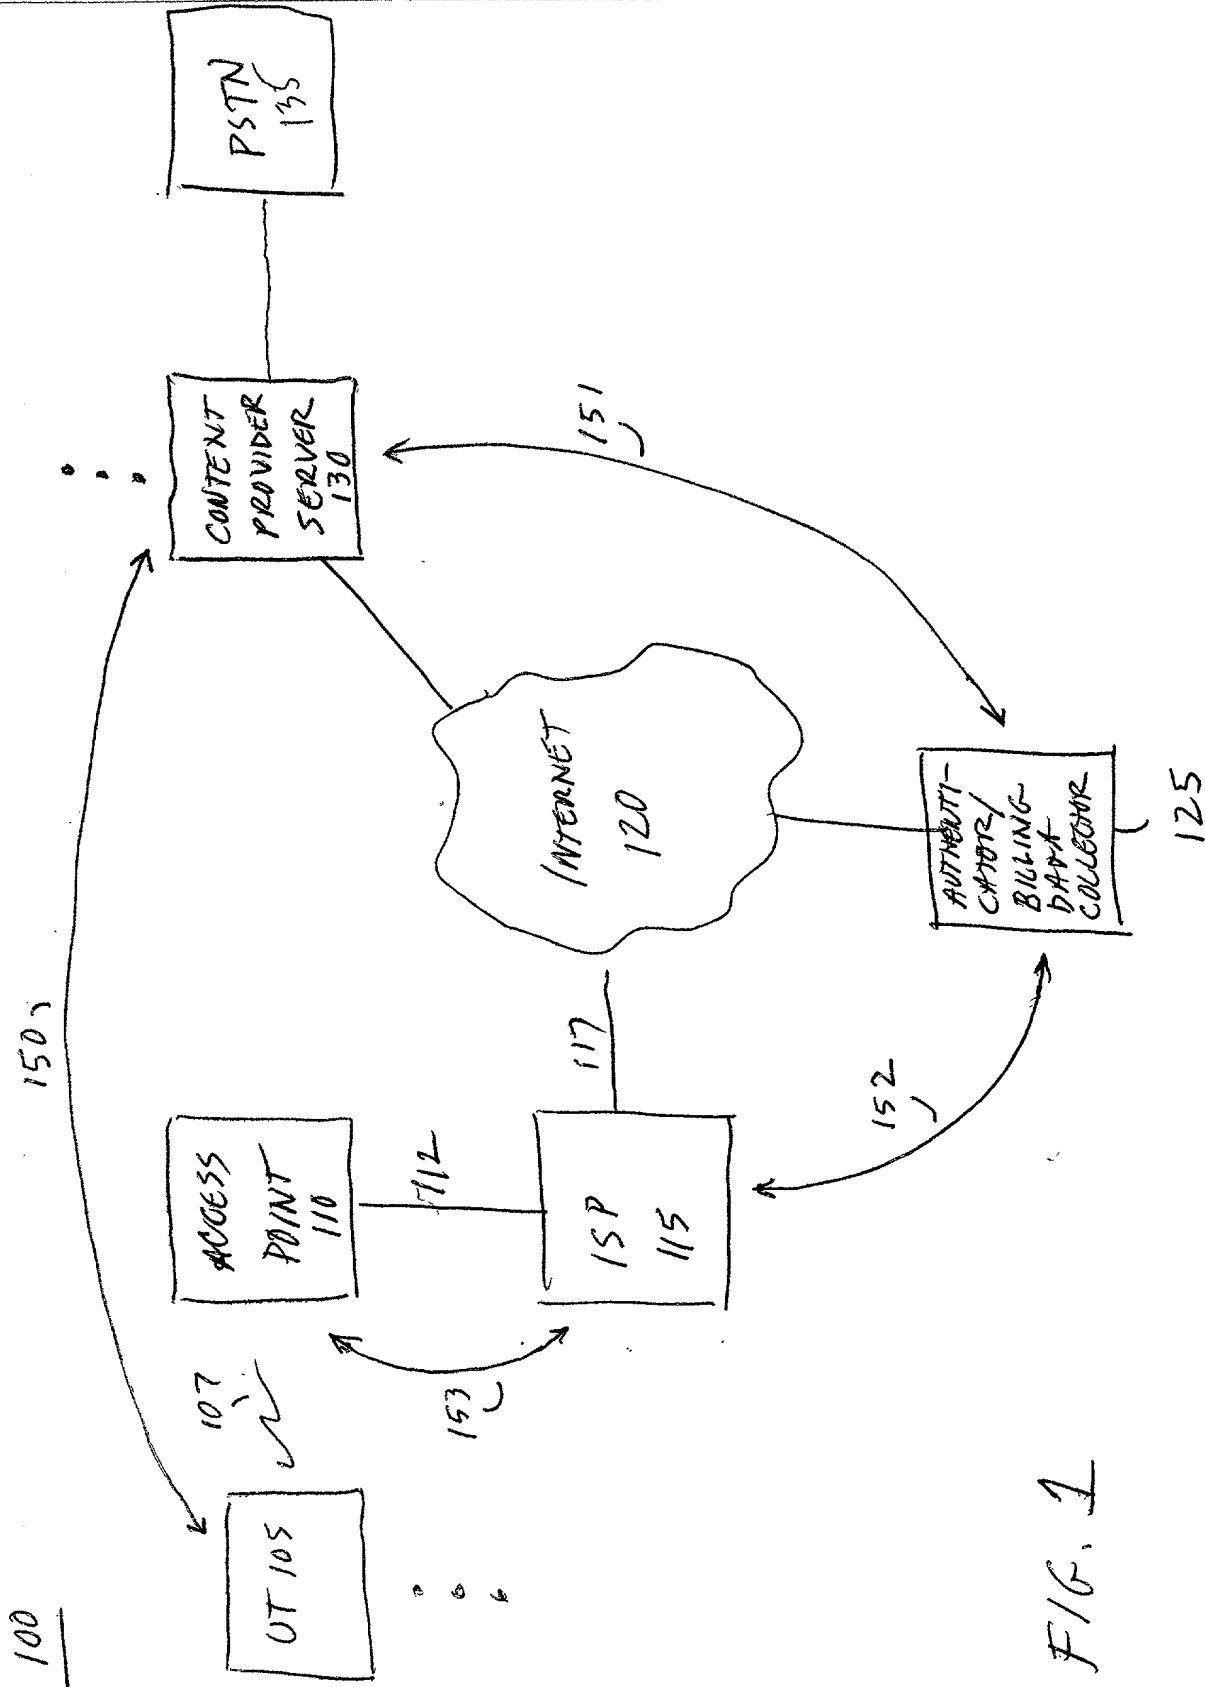 100
150
UT 105
107
ACCESS
POINT
110
CONTENT
PROVIDER
SERVER
130
PSTN
135
153
112
ISP
115
117
INTERNET
120
151
152
AUTHENTI-
CATOR/
BILLING
DATA
COLLECTOR
125
FIG. 1